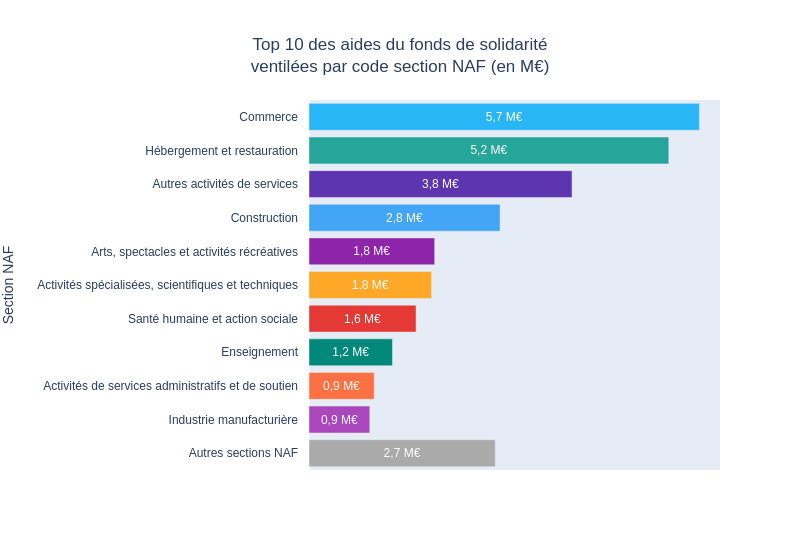 Top 10 des aides du fonds de solidarité
ventilées par code section NAF (en M€)
Section NAF
Commerce 5,7 M€
Hébergement et restauration 5,2 M€
Autres activités de services 3,8 M€
Construction 2,8 M€
Arts, spectacles et activités récréatives 1,8 M€
Activités spécialisées, scientifiques et techniques 1,8 M€
Santé humaine et action sociale 1,6 M€
Enseignement 1,2 M€
Activités de services administratifs et de soutien 0,9 M€
Industrie manufacturière 0,9 M€
Autres sections NAF 2,7 M€